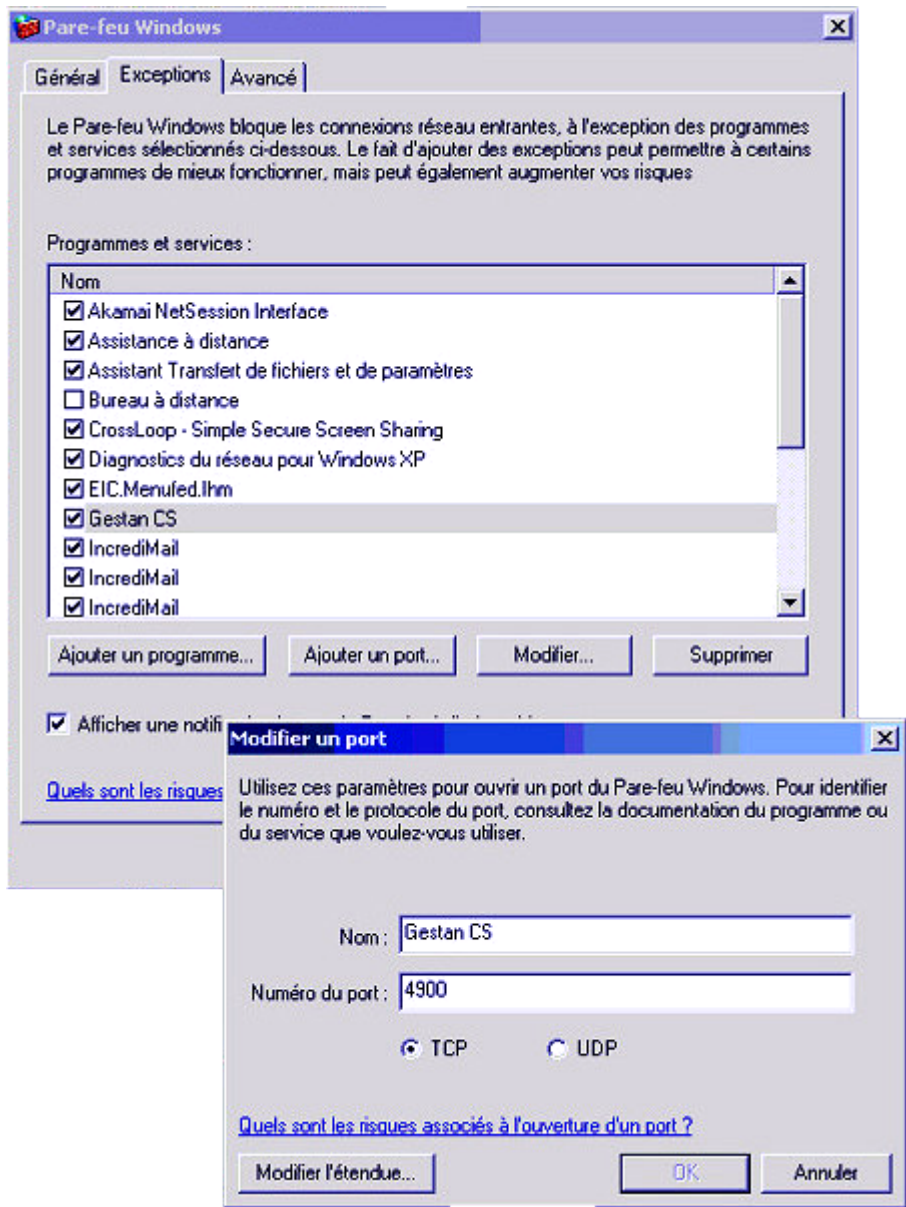 Pare-feu Windows
Général Exceptions Avancé
Le Pare-feu Windows bloque les connexions réseau entrantes, à l'exception des programmes
et services sélectionnés ci-dessous. Le fait d'ajouter des exceptions peut permettre à certains
programmes de mieux fonctionner, mais peut également augmenter vos risques
Programmes et services :
Nom
Akamai NetSession Interface
Assistance à distance
Assistant Transfert de fichiers et de paramètres
Bureau à distance
CrossLoop - Simple Secure Screen Sharing
Diagnostics du réseau pour Windows XP
EIC.Menufed.Ihm
Gestan CS
IncrediMail
IncrediMail
IncrediMail
Ajouter un programme... Ajouter un port... Modifier... Supprimer
Afficher une notifi
Quels sont les risques
Modifier un port
Utilisez ces paramètres pour ouvrir un port du Pare-feu Windows. Pour identifier
le numéro et le protocole du port, consultez la documentation du programme ou
du service que voulez-vous utiliser.
Nom : Gestan CS
Numéro du port : 4900
TCP UDP
Quels sont les risques associés à l'ouverture d'un port ?
Modifier l'étendue... OK Annuler